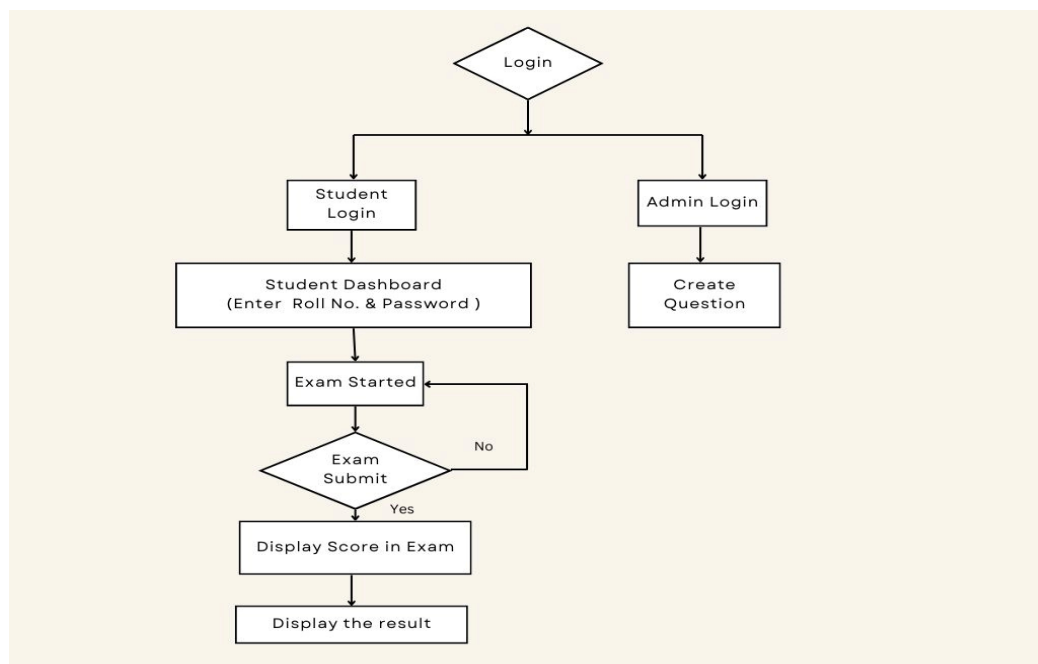 Login
Student
Login
Admin Login
Student Dashboard
(Enter Roll No. & Password )
Create
Question
Exam Started
Exam
Submit
No
Yes
Display Score in Exam
Display the result